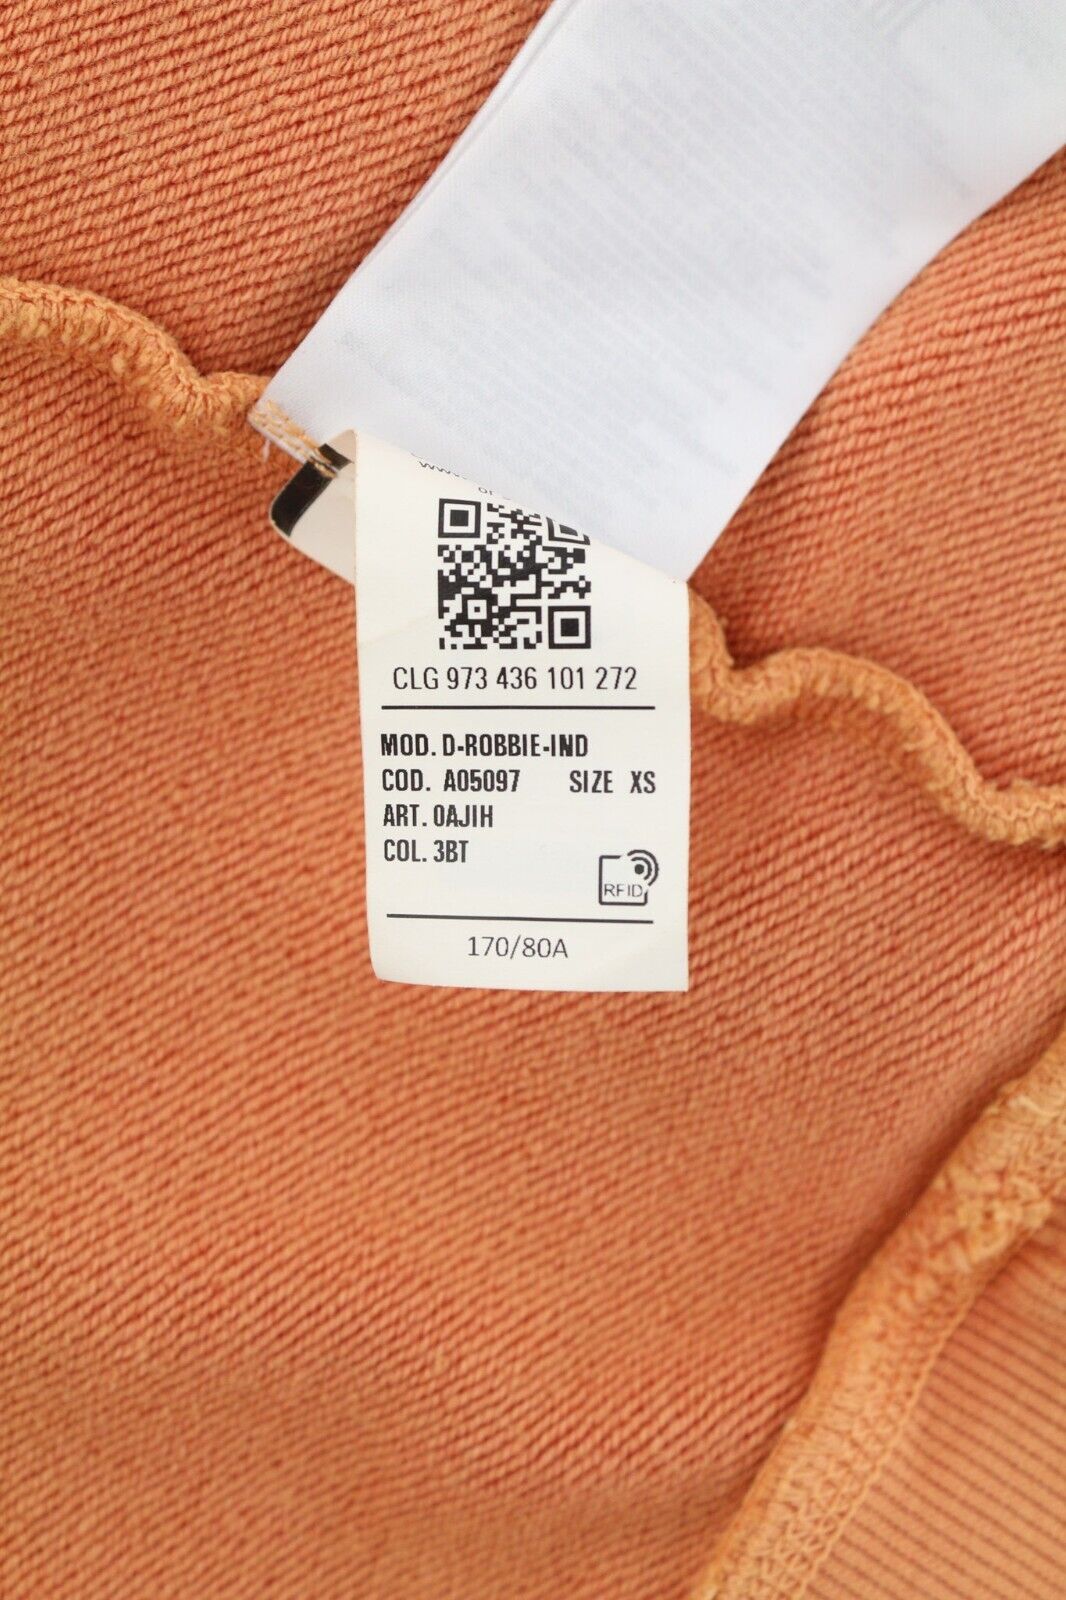 CLG 973 436 101 272
MOD. D-ROBBIE-IND
COD. A05097 SIZE XS
ART. 0AJIH
COL. 3BT
RFID
170/80A